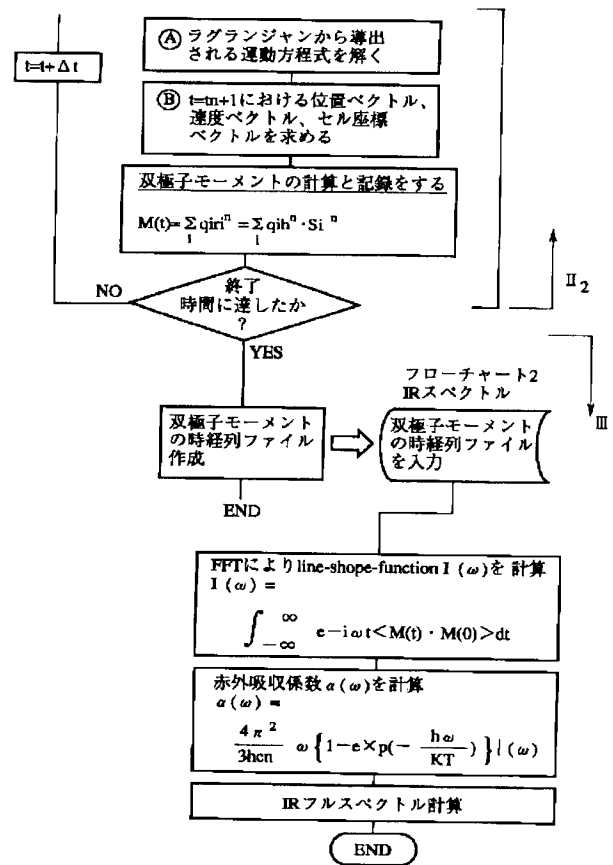 Ⓐ ラグランジャンから導出
される運動方程式を解く
t=t+Δt
Ⓑ t=tn+1における位置ベクトル、
速度ベクトル、セル座標
ベクトルを求める
双極子モーメントの計算と記録をする
M(t)=Σqiriⁿ = Σqihⁿ・Siⁿ
i i
NO
終了
時間に達したか
?
YES
Ⅱ₂
フローチャート2
IRスペクトル
Ⅲ
双極子モーメント
の時経列ファイル
作成
双極子モーメント
の時経列ファイル
を入力
END
FFTによりline-shope-function I (ω)を計算
I (ω) =
∫ ∞ -∞ e-iωt<M(t)・M(0)>dt
赤外吸収係数α(ω)を計算
α(ω) =
4π² / 3hcn ω{1-e×p(- hω / KT )}l(ω)
IRフルスペクトル計算
END